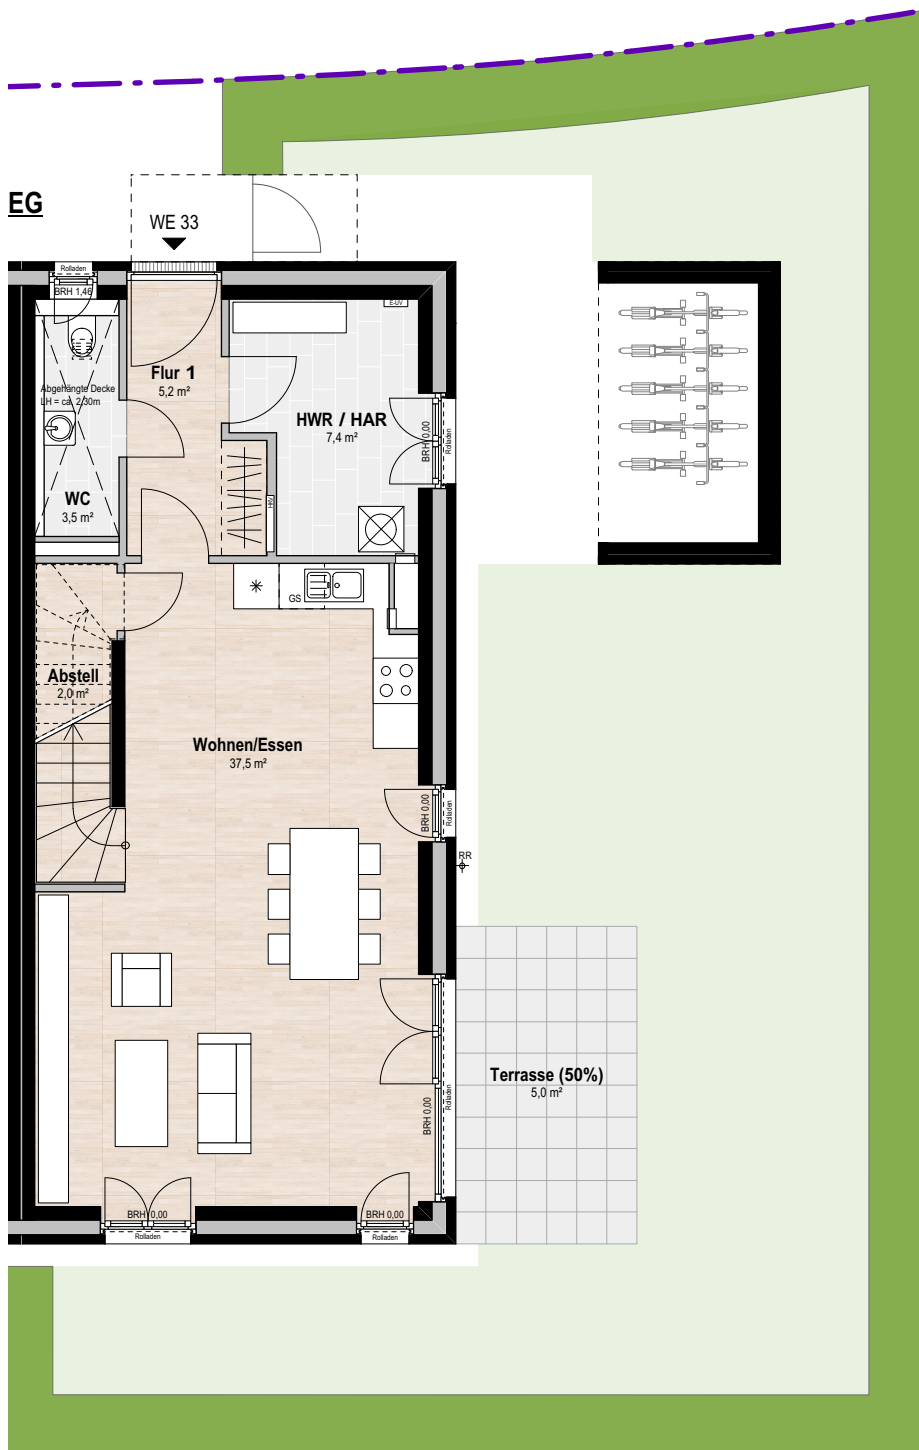 EG
WE 33
Rolladen
BRH 1,46
E-UV
Flur 1
5,2 m²
Abgehängte Decke
LH = ca. 2,30m
HWR / HAR
7,4 m²
BRH 0,00
Rolladen
WC
3,5 m²
HKV
GS
Abstell
2,0 m²
Wohnen/Essen
37,5 m²
BRH 0,00
Rolladen
RR
Terrasse (50%)
5,0 m²
BRH 0,00
Rolladen
BRH 0,00
Rolladen
BRH 0,00
Rolladen